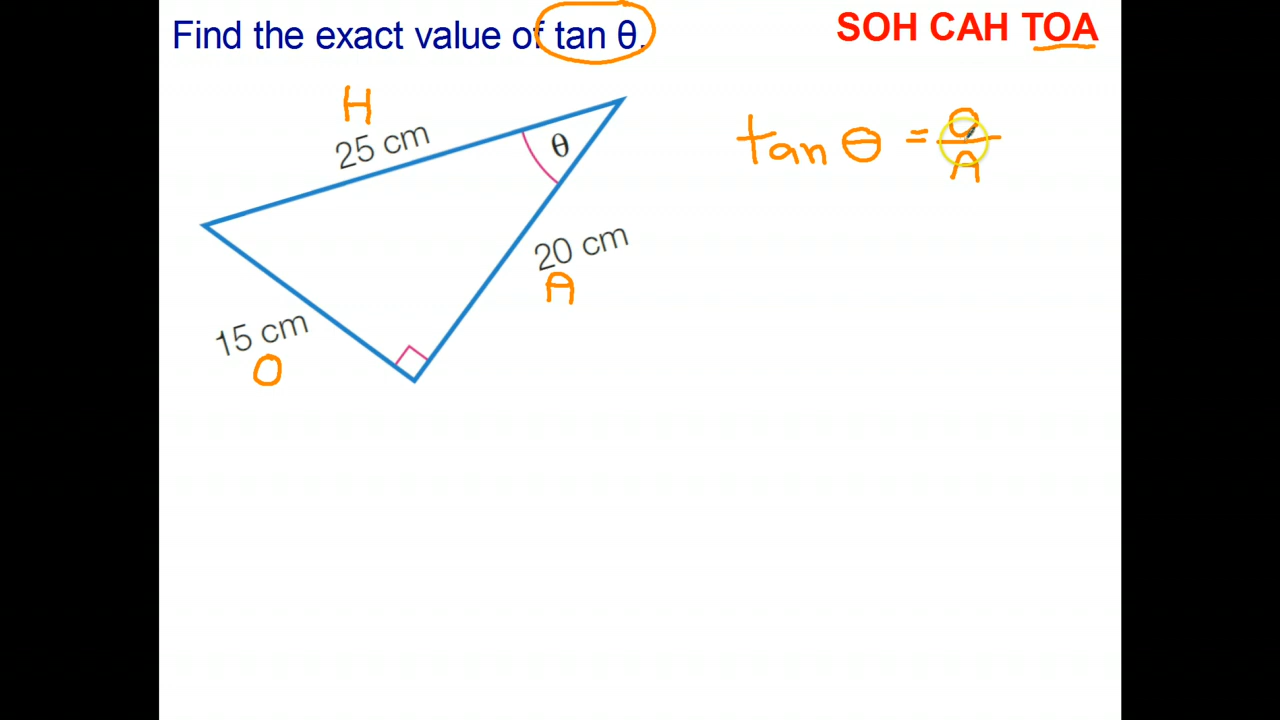 Find the exact value of tan θ.
SOH CAH TOA
H
25 cm
θ
tan θ = O
A
20 cm
A
15 cm
O